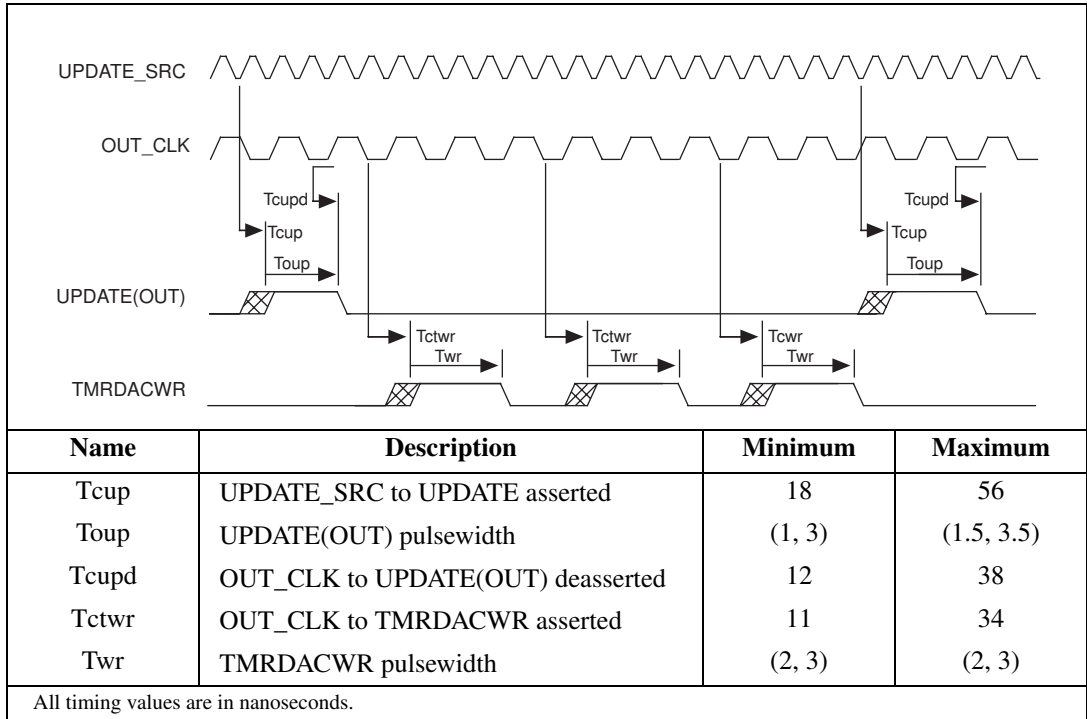 UPDATE_SRC
OUT_CLK
Tcupd
Tcupd
Tcup
Tcup
Toup
Toup
UPDATE(OUT)
Tctwr
Tctwr
Tcwr
Twr
Twr
Twr
TMRDACWR
Name Description Minimum Maximum
Tcup UPDATE_SRC to UPDATE asserted 18 56
Toup UPDATE(OUT) pulsewidth (1, 3) (1.5, 3.5)
Tcupd OUT_CLK to UPDATE(OUT) deasserted 12 38
Tctwr OUT_CLK to TMRDACWR asserted 11 34
Twr TMRDACWR pulsewidth (2, 3) (2, 3)
All timing values are in nanoseconds.